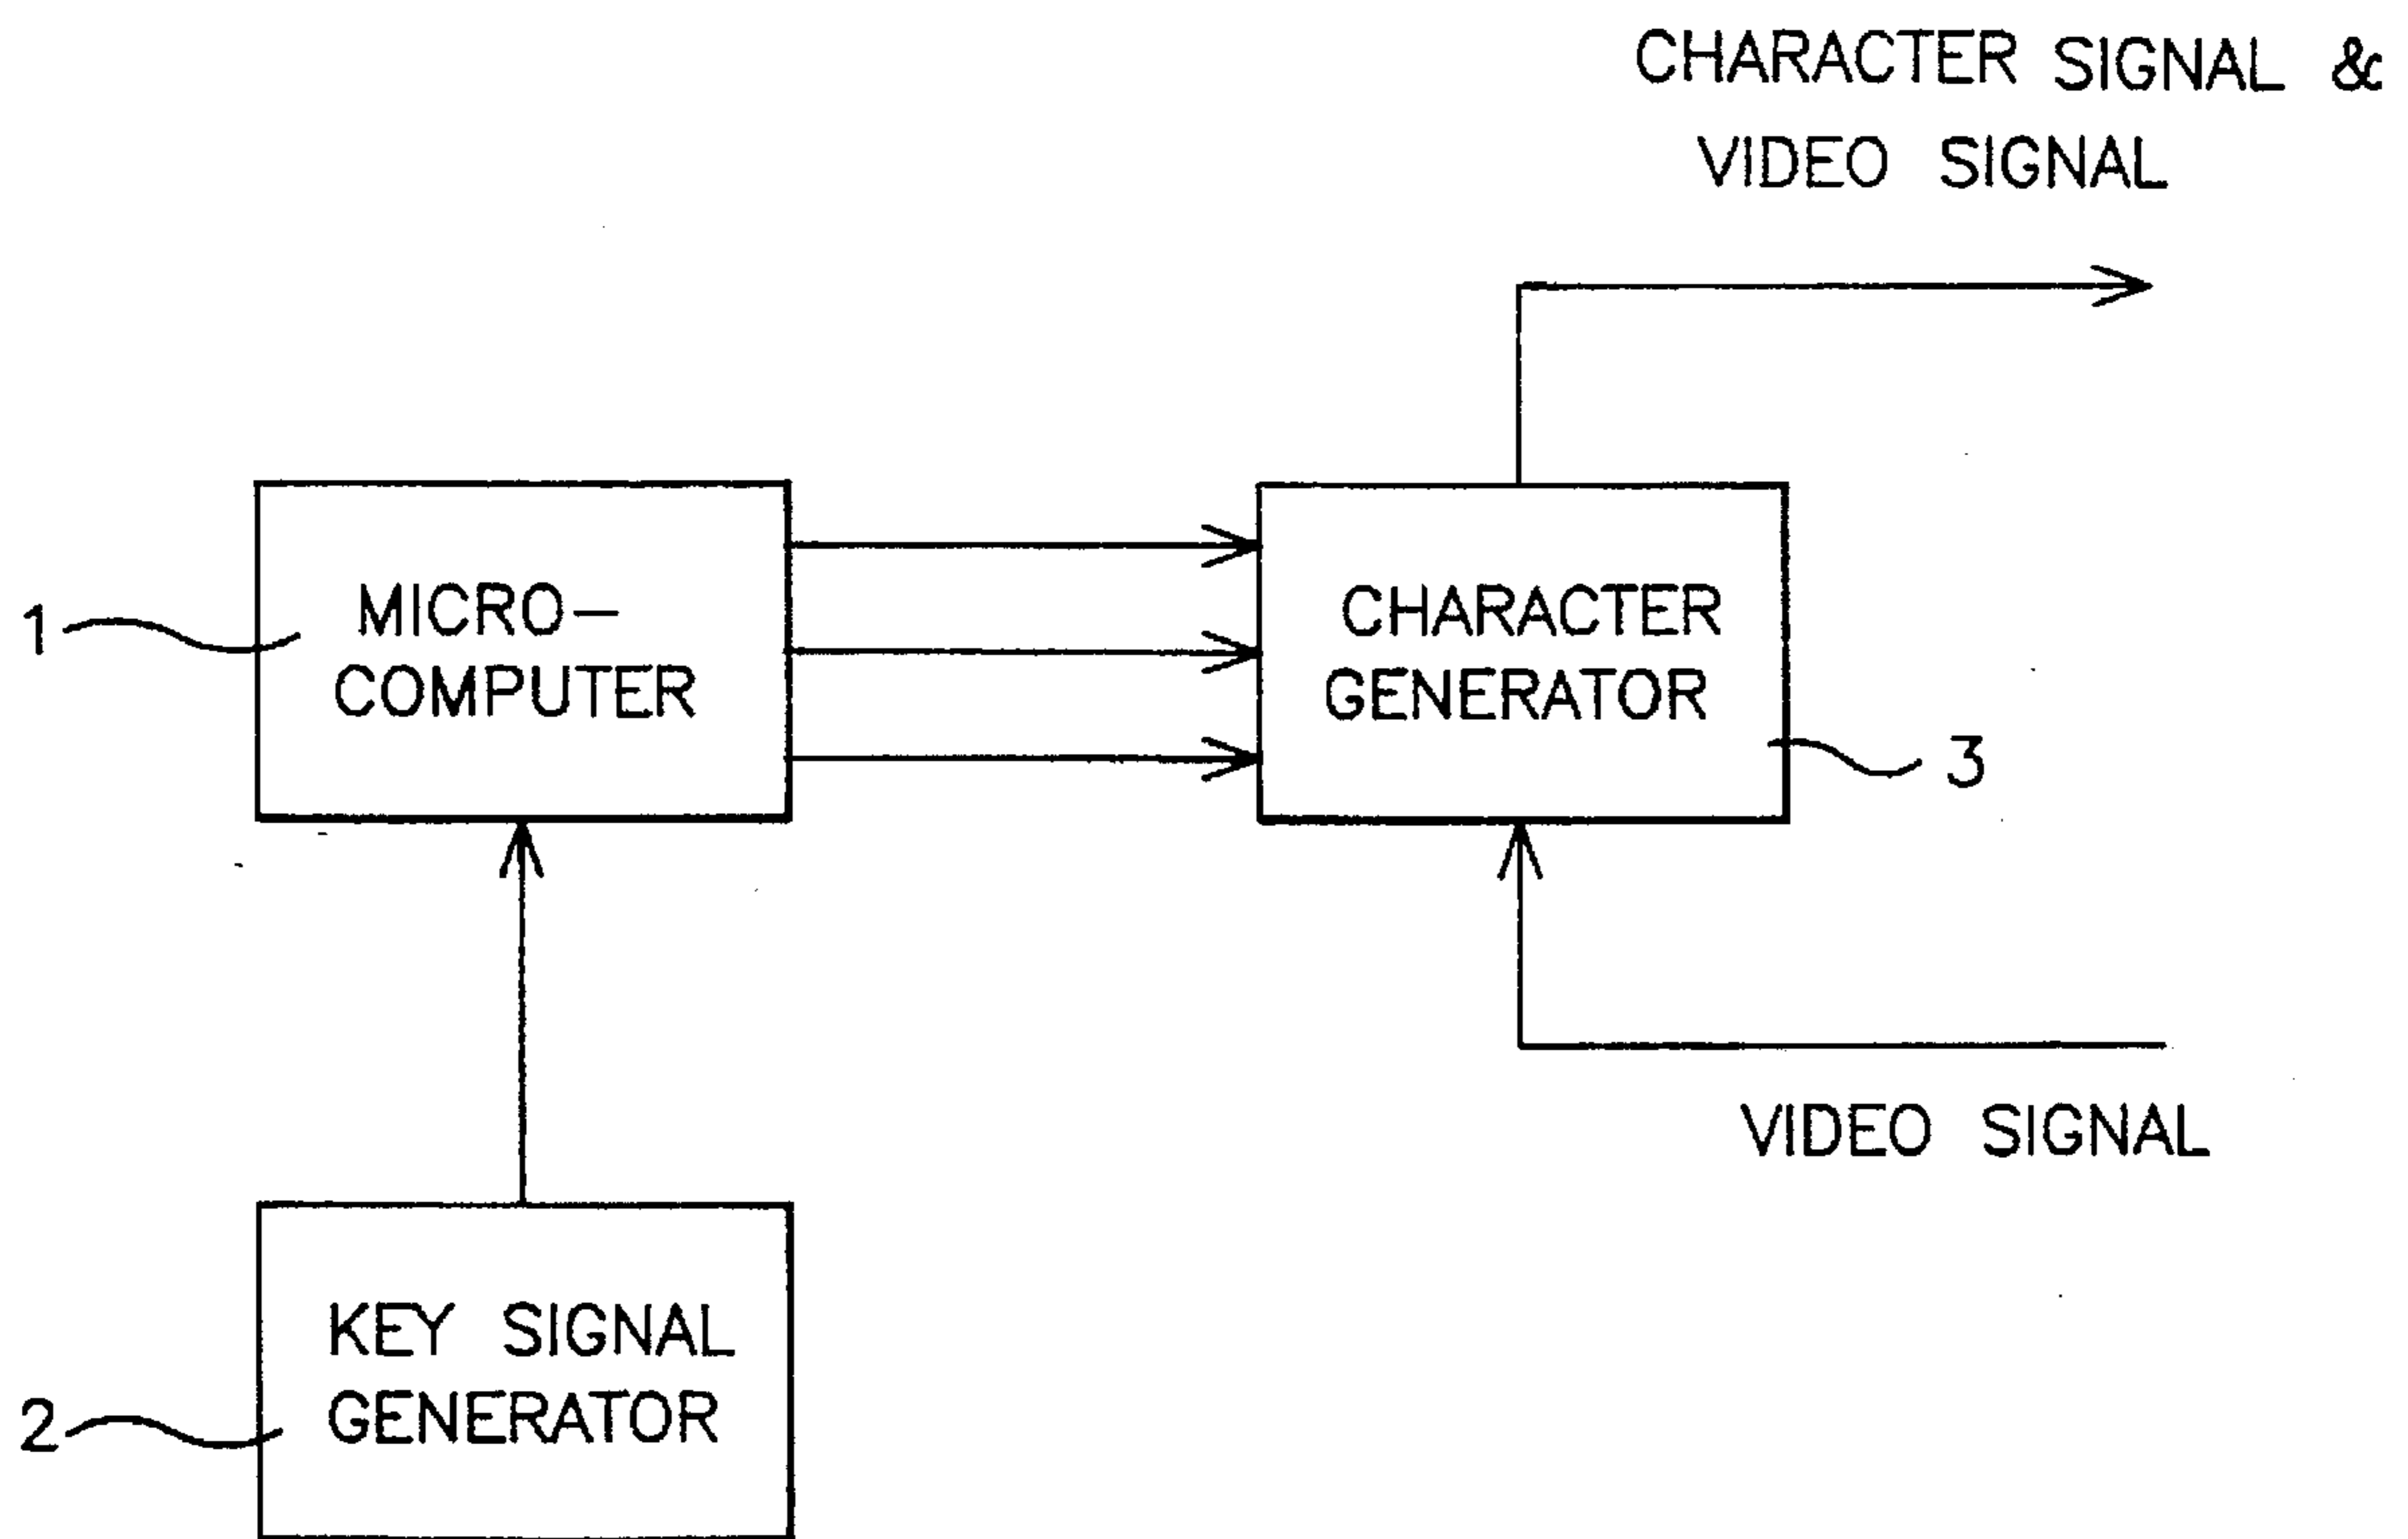 CHARACTER SIGNAL &
VIDEO SIGNAL
1
MICRO-
COMPUTER
CHARACTER
GENERATOR
3
VIDEO SIGNAL
2
KEY SIGNAL
GENERATOR